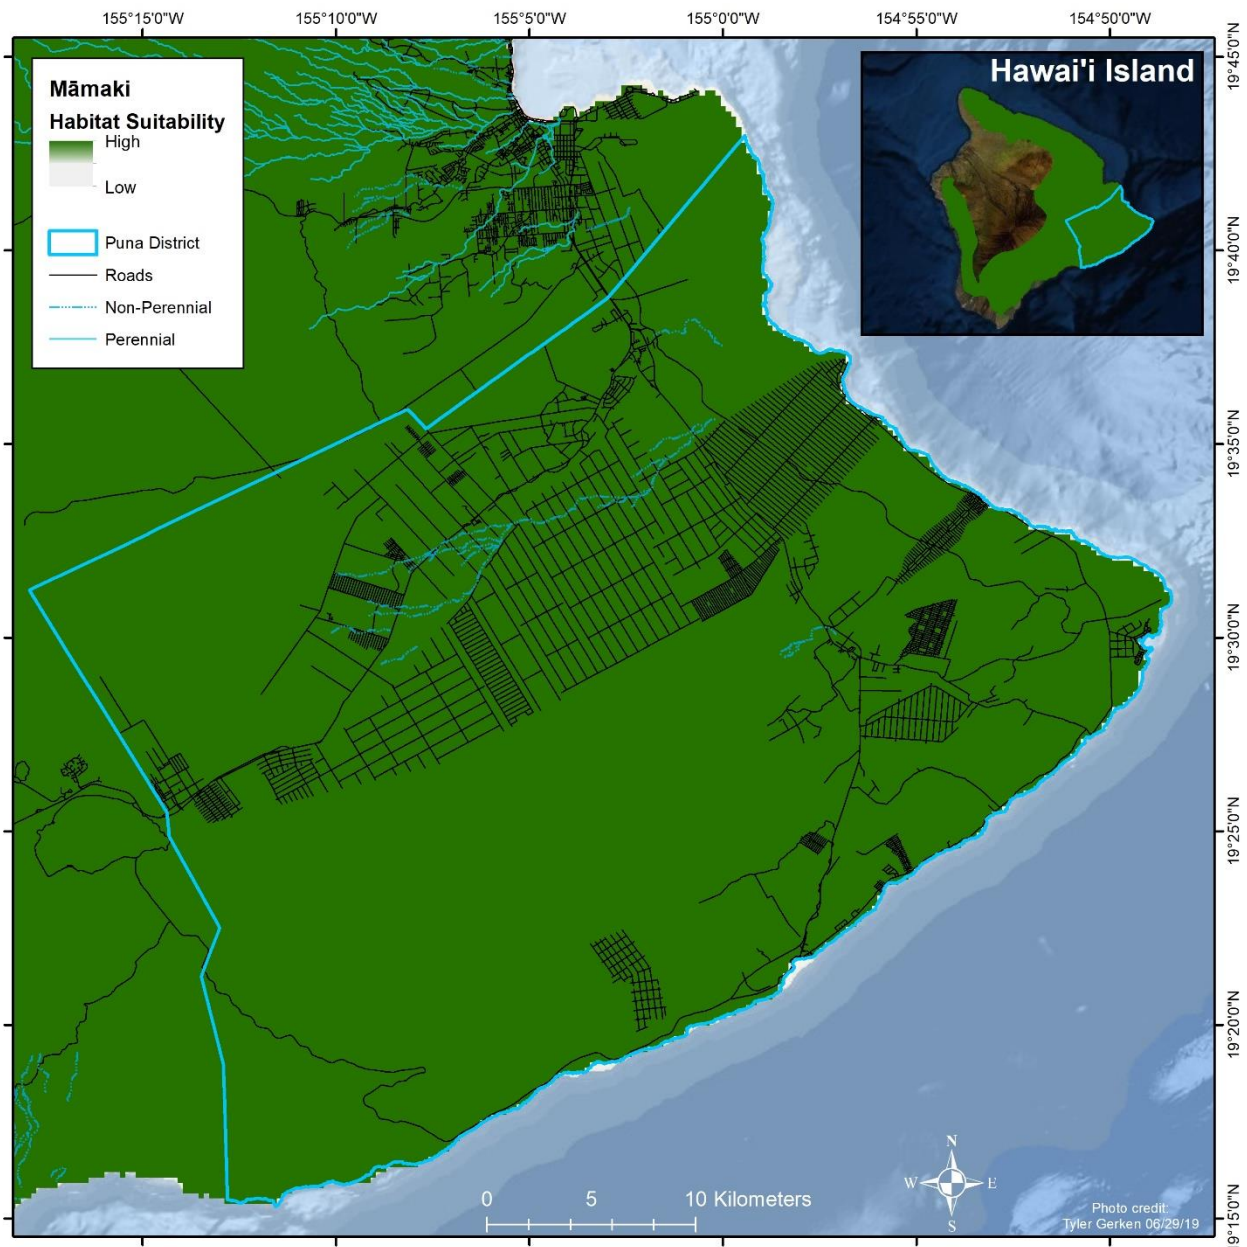 155°15'0"W 155°10'0"W 155°5'0"W 155°0'0"W 154°55'0"W 154°50'0"W
Māmaki
Habitat Suitability
High
Low
Puna District
Roads
Non-Perennial
Perennial
Hawai'i Island
19°45'0"N
19°40'0"N
19°35'0"N
19°30'0"N
19°25'0"N
19°20'0"N
19°15'0"N
0 5 10 Kilometers
N
W E
S
Photo credit:
Tyler Gerken 06/29/19